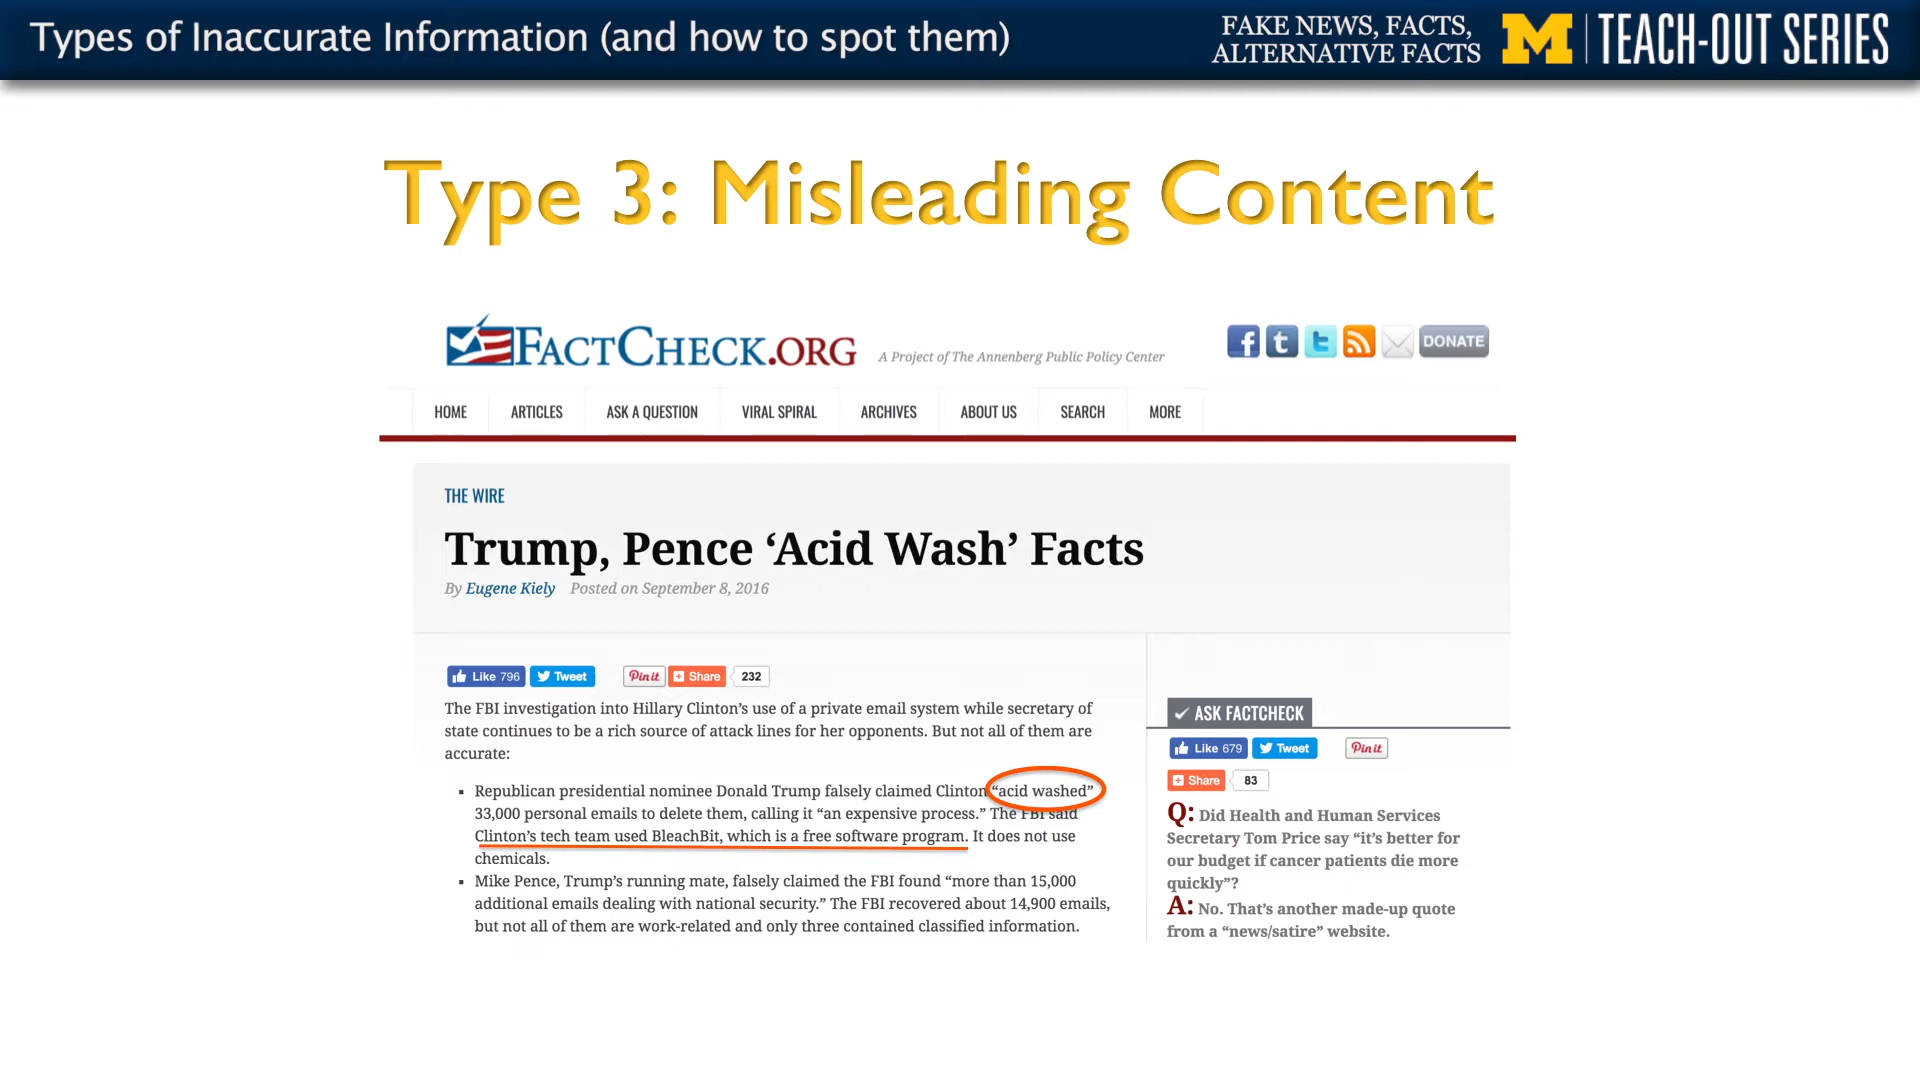 Types of Inaccurate Information (and how to spot them)
FAKE NEWS, FACTS,
ALTERNATIVE FACTS
M | TEACH-OUT SERIES
Type 3: Misleading Content
FACTCHECK.ORG
A Project of The Annenberg Public Policy Center
DONATE
HOME ARTICLES ASK A QUESTION VIRAL SPIRAL ARCHIVES ABOUT US SEARCH MORE
THE WIRE
Trump, Pence ‘Acid Wash’ Facts
By Eugene Kiely Posted on September 8, 2016
Like 796 Tweet Pin it Share 232
The FBI investigation into Hillary Clinton’s use of a private email system while secretary of
state continues to be a rich source of attack lines for her opponents. But not all of them are
accurate:
▪ Republican presidential nominee Donald Trump falsely claimed Clinton “acid washed”
33,000 personal emails to delete them, calling it “an expensive process.” The FBI said
Clinton’s tech team used BleachBit, which is a free software program. It does not use
chemicals.
▪ Mike Pence, Trump’s running mate, falsely claimed the FBI found “more than 15,000
additional emails dealing with national security.” The FBI recovered about 14,900 emails,
but not all of them are work-related and only three contained classified information.
ASK FACTCHECK
Like 679 Tweet Pin it
Share 83
Q: Did Health and Human Services
Secretary Tom Price say “it’s better for
our budget if cancer patients die more
quickly”?
A: No. That’s another made-up quote
from a “news/satire” website.